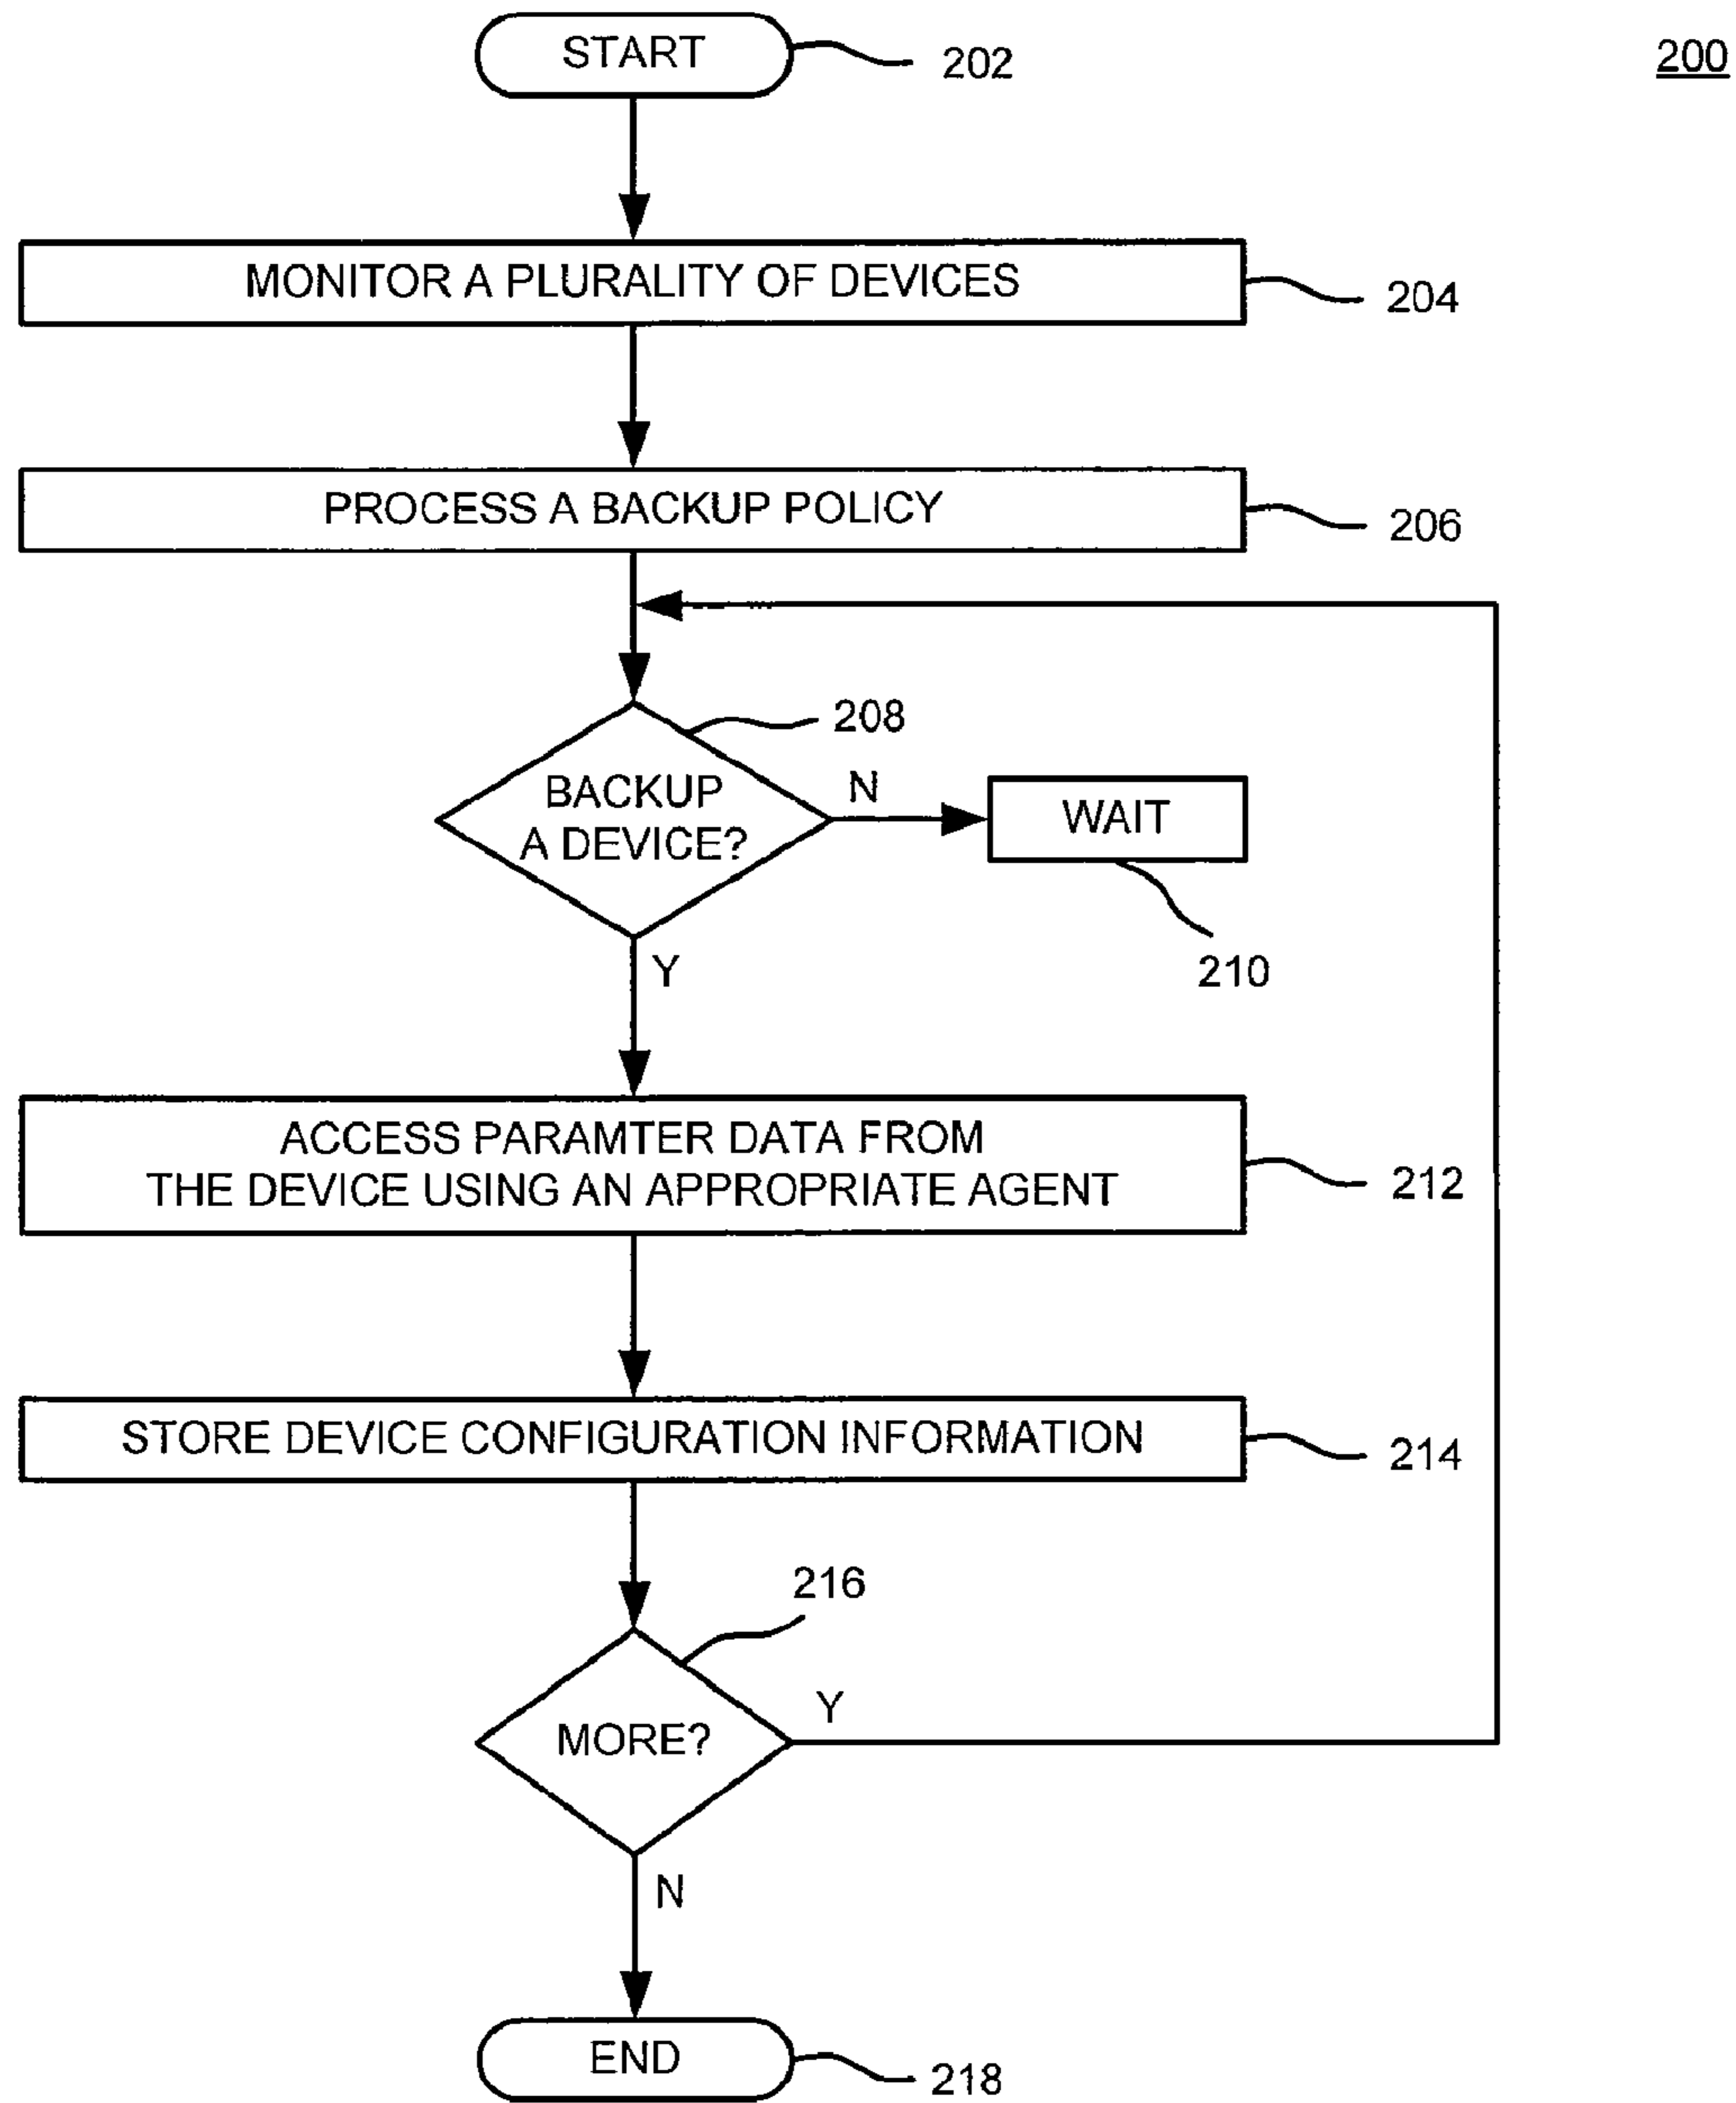 START
202
200
MONITOR A PLURALITY OF DEVICES
204
PROCESS A BACKUP POLICY
206
208
BACKUP
A DEVICE?
N
WAIT
210
Y
ACCESS PARAMTER DATA FROM
THE DEVICE USING AN APPROPRIATE AGENT
212
STORE DEVICE CONFIGURATION INFORMATION
214
216
MORE?
Y
N
END
218